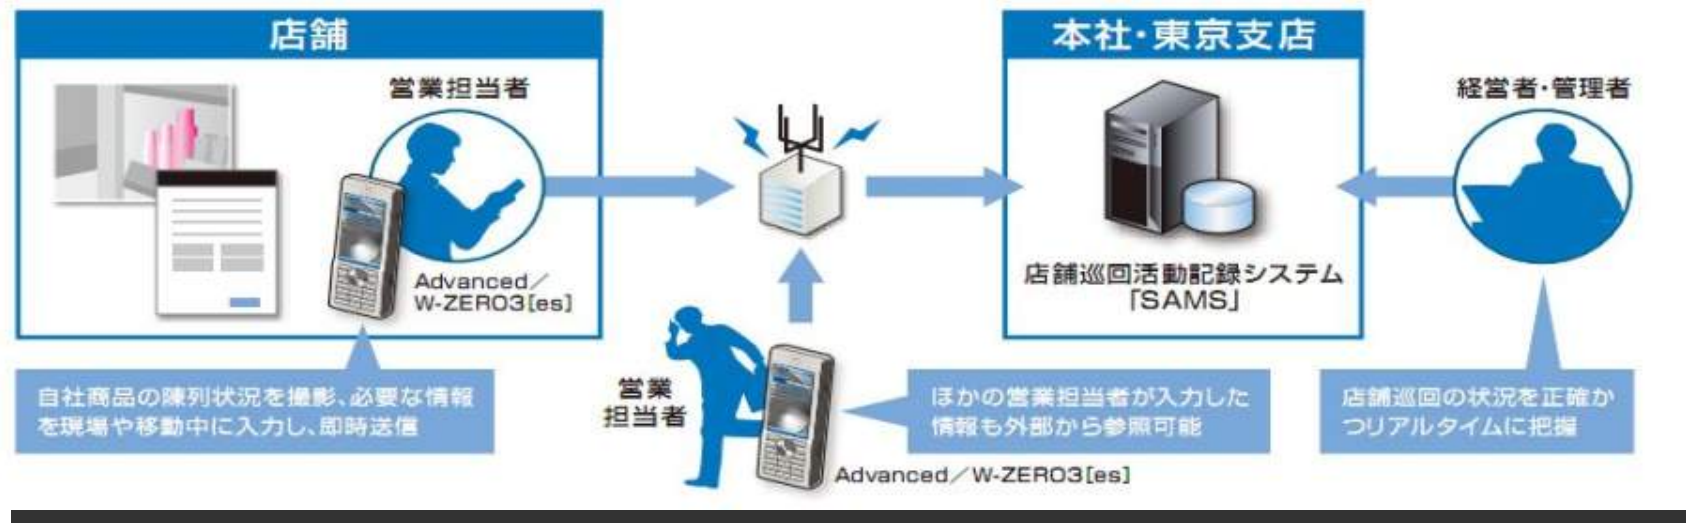 店舗
営業担当者
Advanced／
W-ZERO3[es]
自社商品の陳列状況を撮影、必要な情報
を現場や移動中に入力し、即時送信
営業
担当者
Advanced／W-ZERO3[es]
ほかの営業担当者が入力した
情報も外部から参照可能
本社・東京支店
店舗巡回活動記録システム
「SAMS」
経営者・管理者
店舗巡回の状況を正確か
つリアルタイムに把握